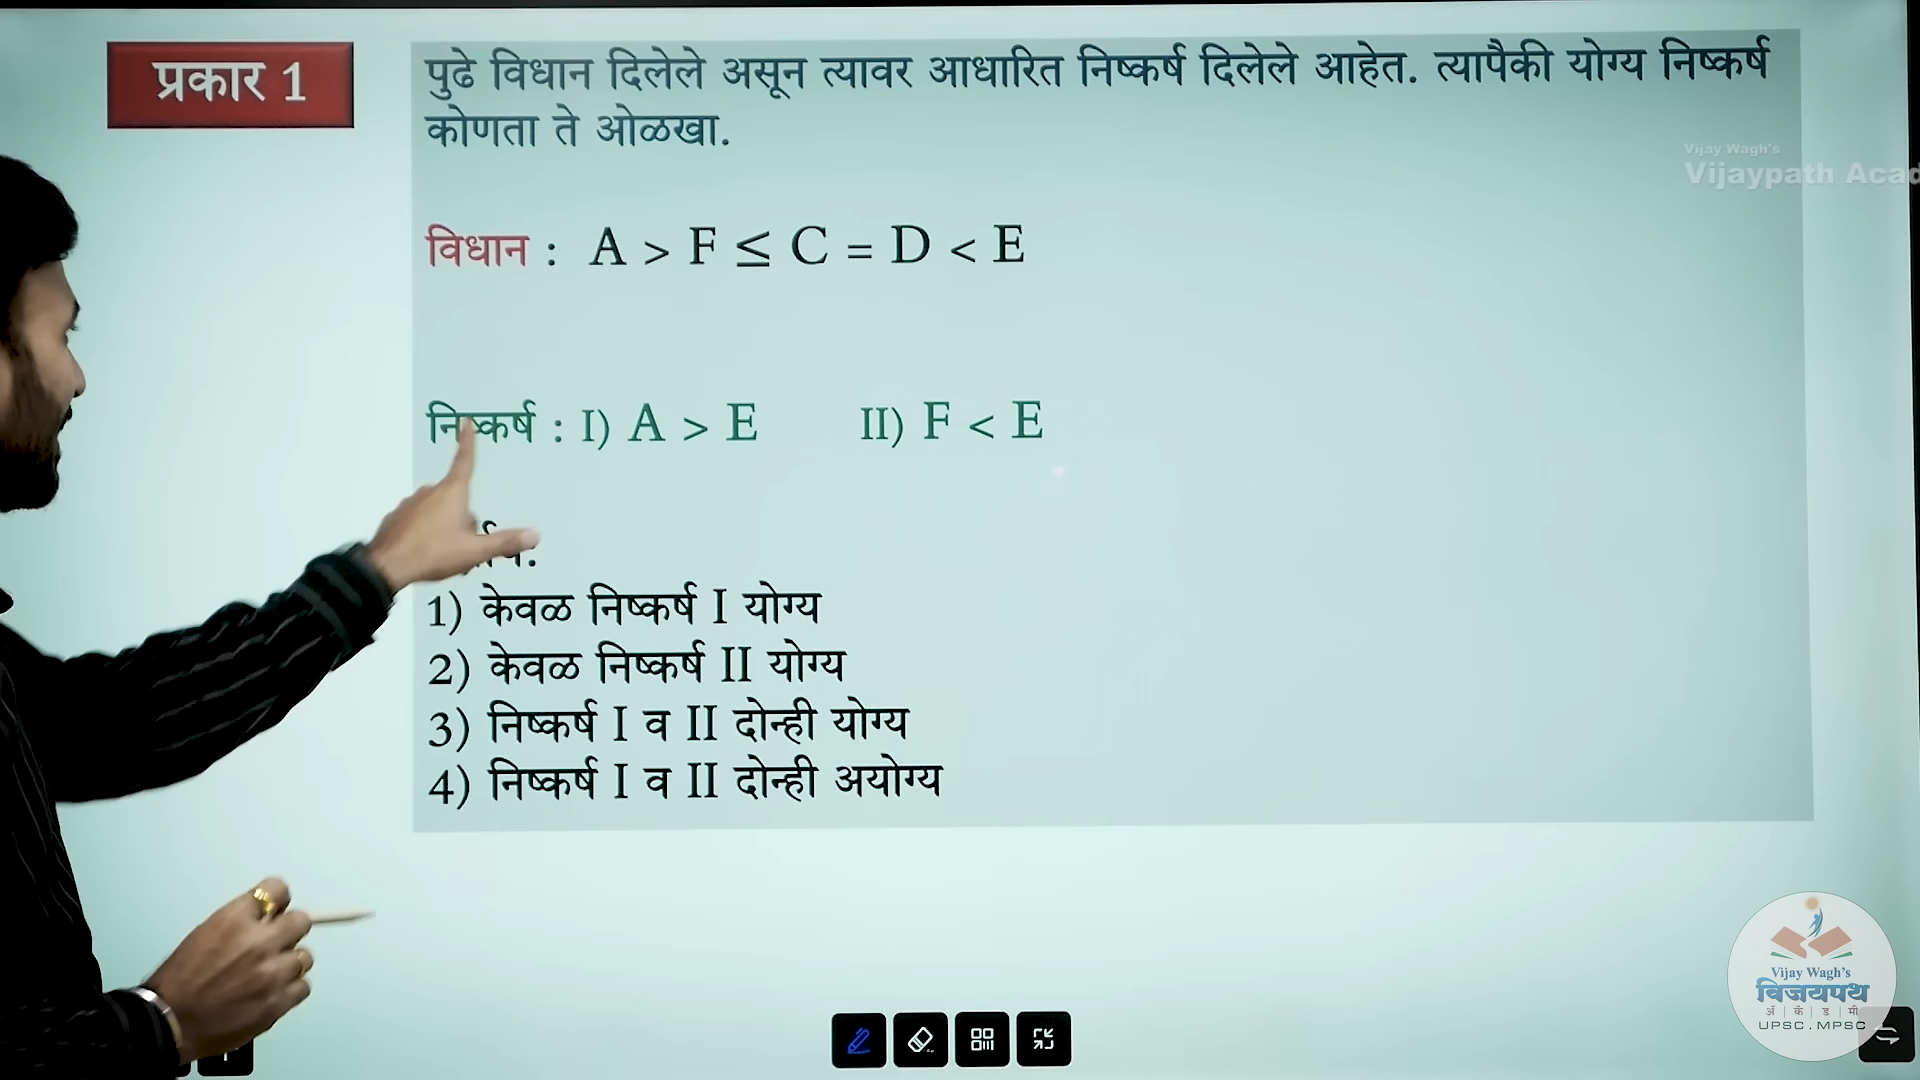 प्रकार 1
पुढे विधान दिलेले असून त्यावर आधारित निष्कर्ष दिलेले आहेत. त्यापैकी योग्य निष्कर्ष
कोणता ते ओळखा.
Vijay Wagh's
Vijaypath Acad
विधान : A > F ≤ C = D < E
निष्कर्ष : I) A > E II) F < E
1) केवळ निष्कर्ष I योग्य
2) केवळ निष्कर्ष II योग्य
3) निष्कर्ष I व II दोन्ही योग्य
4) निष्कर्ष I व II दोन्ही अयोग्य
Vijay Wagh's
विजयपथ
अ‍ॅ | कॅ | ड | मी
UPSC.MPSC